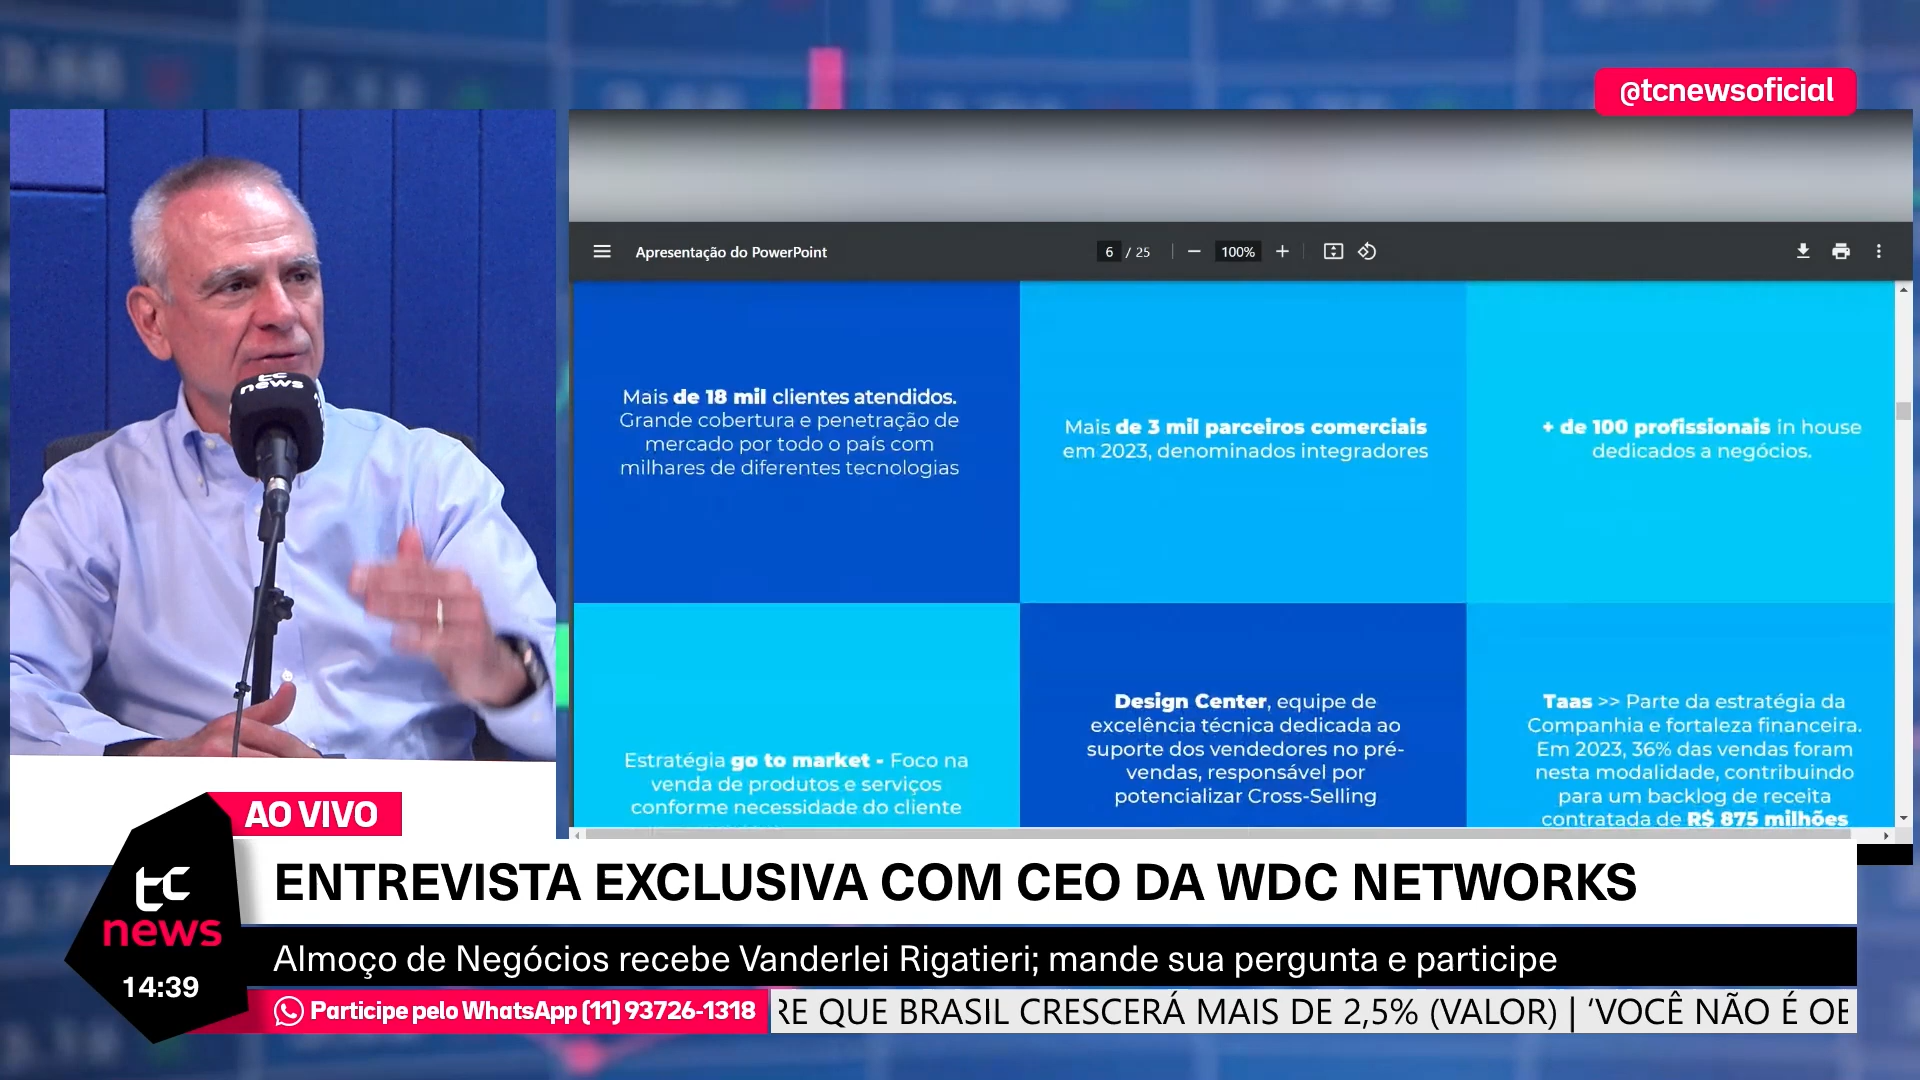 @tcnewsoficial
Apresentação do PowerPoint
6 / 25
100%
Mais de 18 mil clientes atendidos.
Grande cobertura e penetração de
mercado por todo o país com
milhares de diferentes tecnologias
Mais de 3 mil parceiros comerciais
em 2023, denominados integradores
+ de 100 profissionais in house
dedicados a negócios.
Estratégia go to market - Foco na
venda de produtos e serviços
conforme necessidade do cliente
Design Center, equipe de
excelência técnica dedicada ao
suporte dos vendedores no pré-
vendas, responsável por
potencializar Cross-Selling
Taas >> Parte da estratégia da
Companhia e fortaleza financeira.
Em 2023, 36% das vendas foram
nesta modalidade, contribuindo
para um backlog de receita
contratada de R$ 875 milhões
tc
news
AO VIVO
ENTREVISTA EXCLUSIVA COM CEO DA WDC NETWORKS
Almoço de Negócios recebe Vanderlei Rigatieri; mande sua pergunta e participe
tc
news
14:39
Participe pelo WhatsApp (11) 93726-1318
RE QUE BRASIL CRESCERÁ MAIS DE 2,5% (VALOR) | ‘VOCÊ NÃO É OB